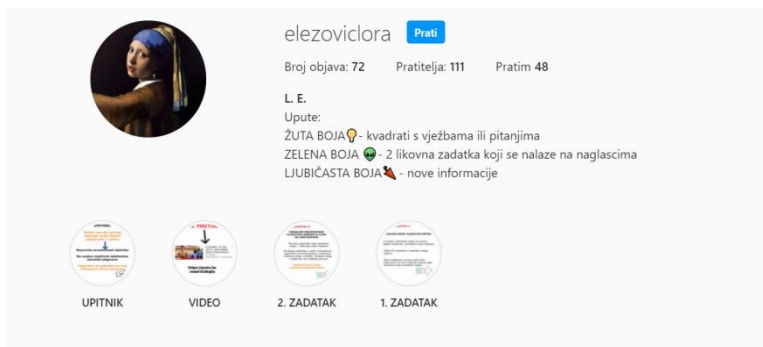 elezoviclora Prati
Broj objava: 72 Pratitelja: 111 Pratim 48
L. E.
Upute:
ŽUTA BOJA💡- kvadrati s vježbama ili pitanjima
ZELENA BOJA 👽- 2 likovna zadatka koji se nalaze na naglascima
LJUBIČASTA BOJA🌶 - nove informacije
UPITNIK VIDEO 2. ZADATAK 1. ZADATAK